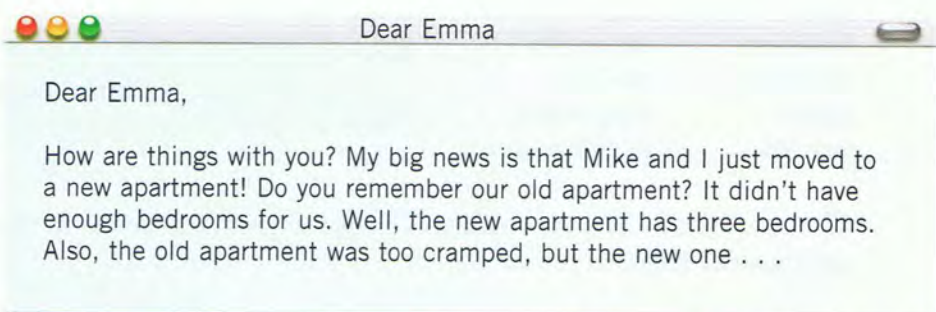 Dear Emma
Dear Emma,
How are things with you? My big news is that Mike and I just moved to
a new apartment! Do you remember our old apartment? It didn't have
enough bedrooms for us. Well, the new apartment has three bedrooms.
Also, the old apartment was too cramped, but the new one . . .